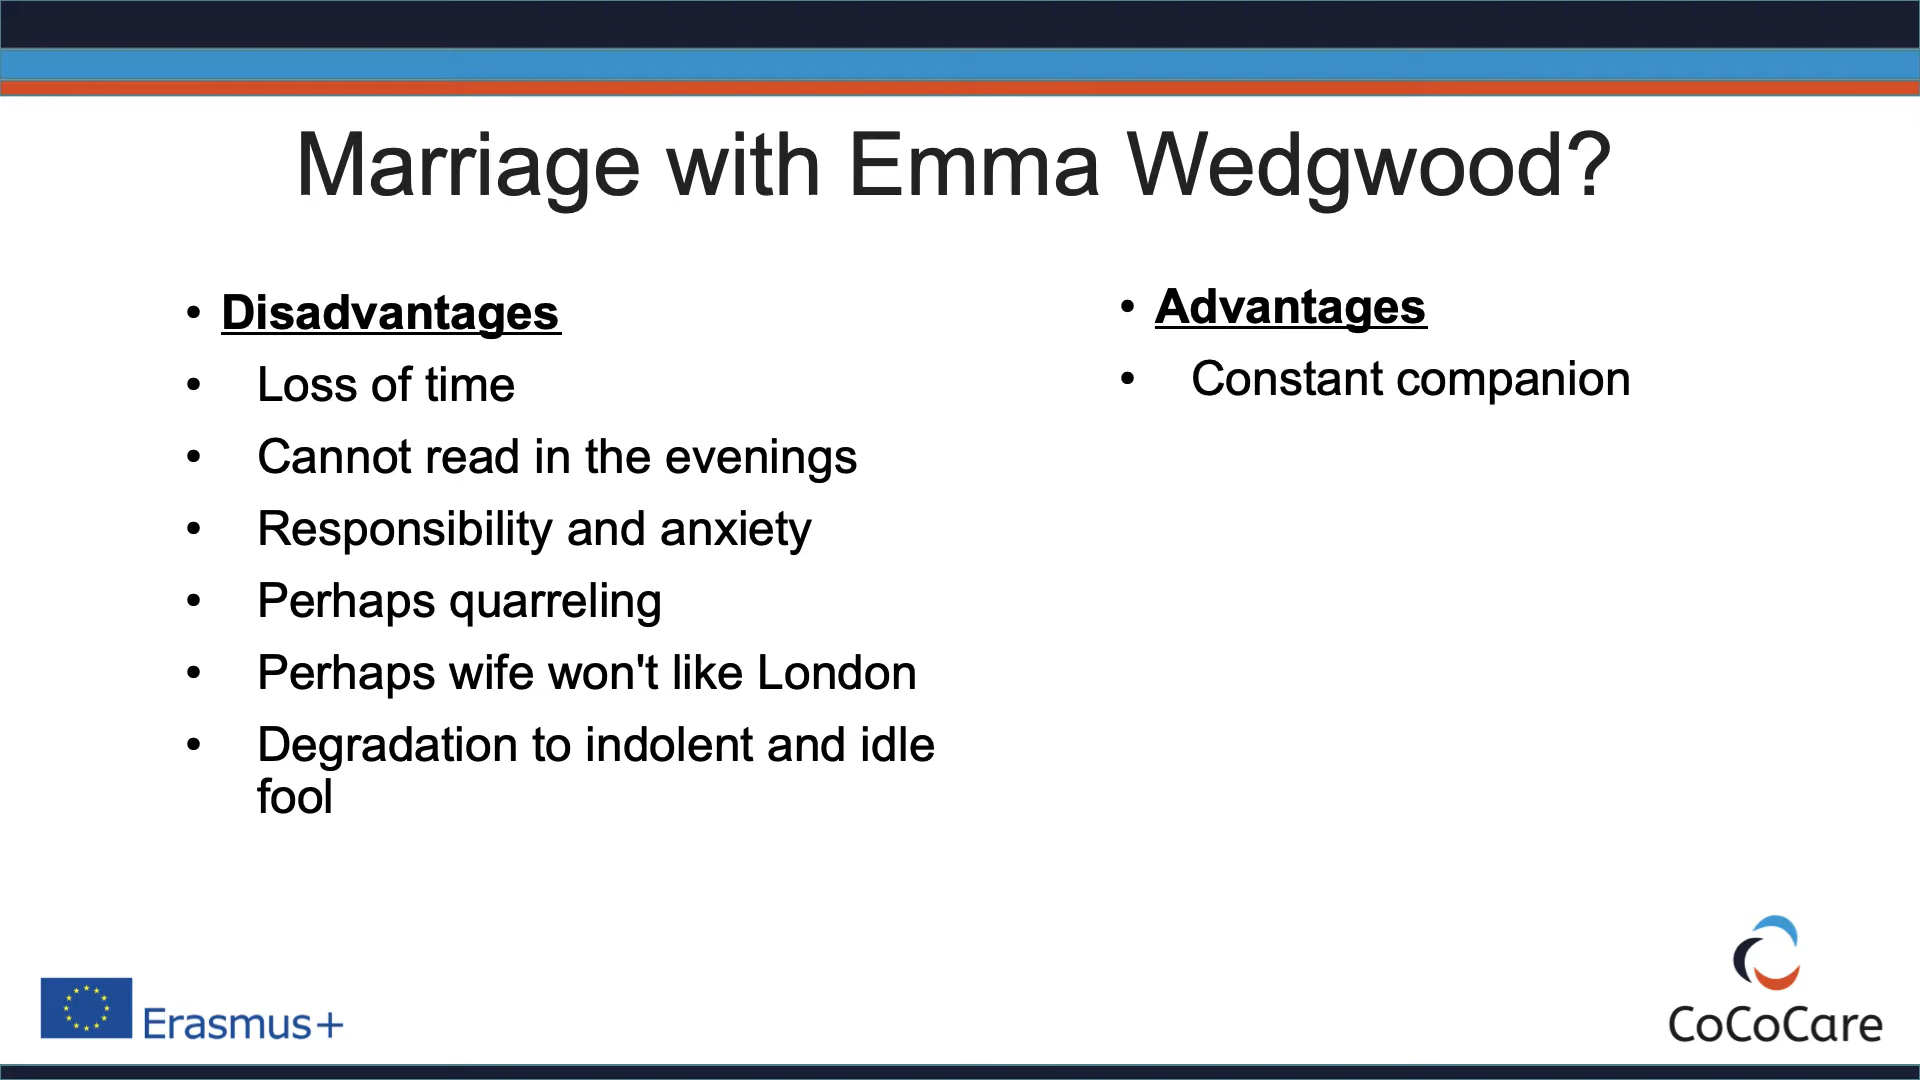 Marriage with Emma Wedgwood?
• Disadvantages
• Loss of time
• Cannot read in the evenings
• Responsibility and anxiety
• Perhaps quarreling
• Perhaps wife won't like London
• Degradation to indolent and idle
fool
• Advantages
• Constant companion
Erasmus+
CoCoCare